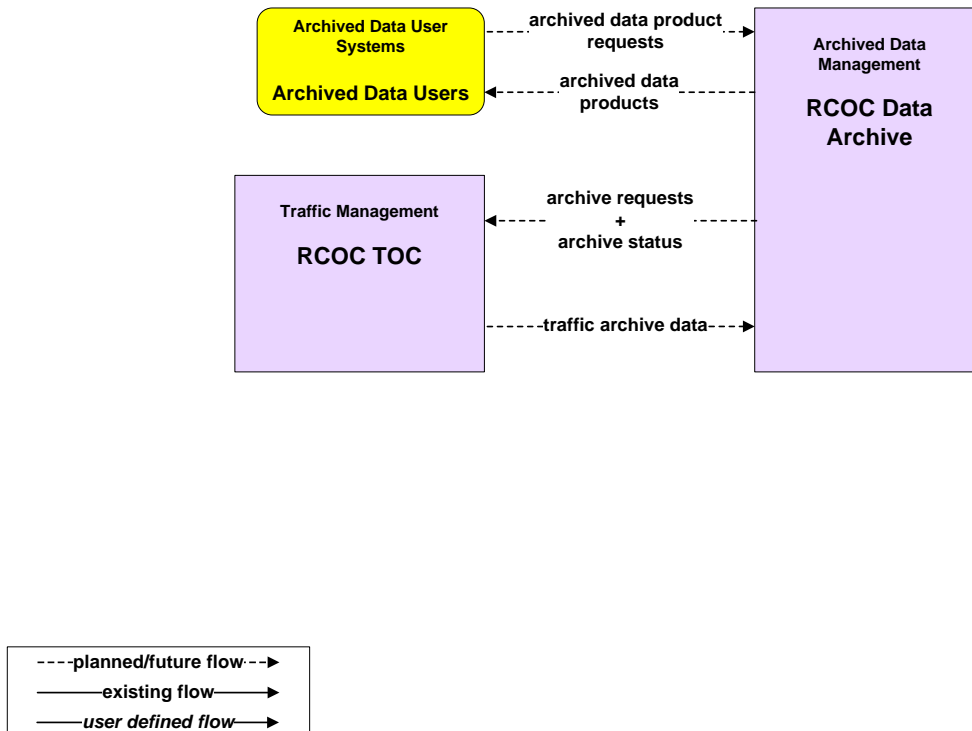 Archived Data User
Systems
Archived Data Users
archived data product
requests
archived data
products
Archived Data
Management
RCOC Data
Archive
Traffic Management
RCOC TOC
archive requests
+
archive status
traffic archive data
planned/future flow
existing flow
user defined flow